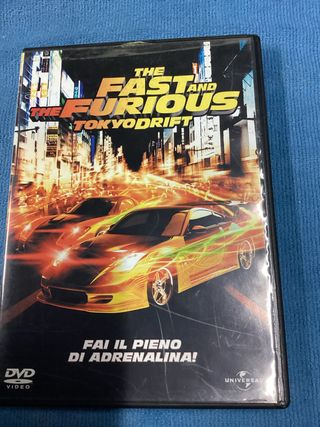 THE
FAST AND
THE FURIOUS
TOKYO DRIFT
FAI IL PIENO
DI ADRENALINA!
DVD
VIDEO
UNIVERSAL